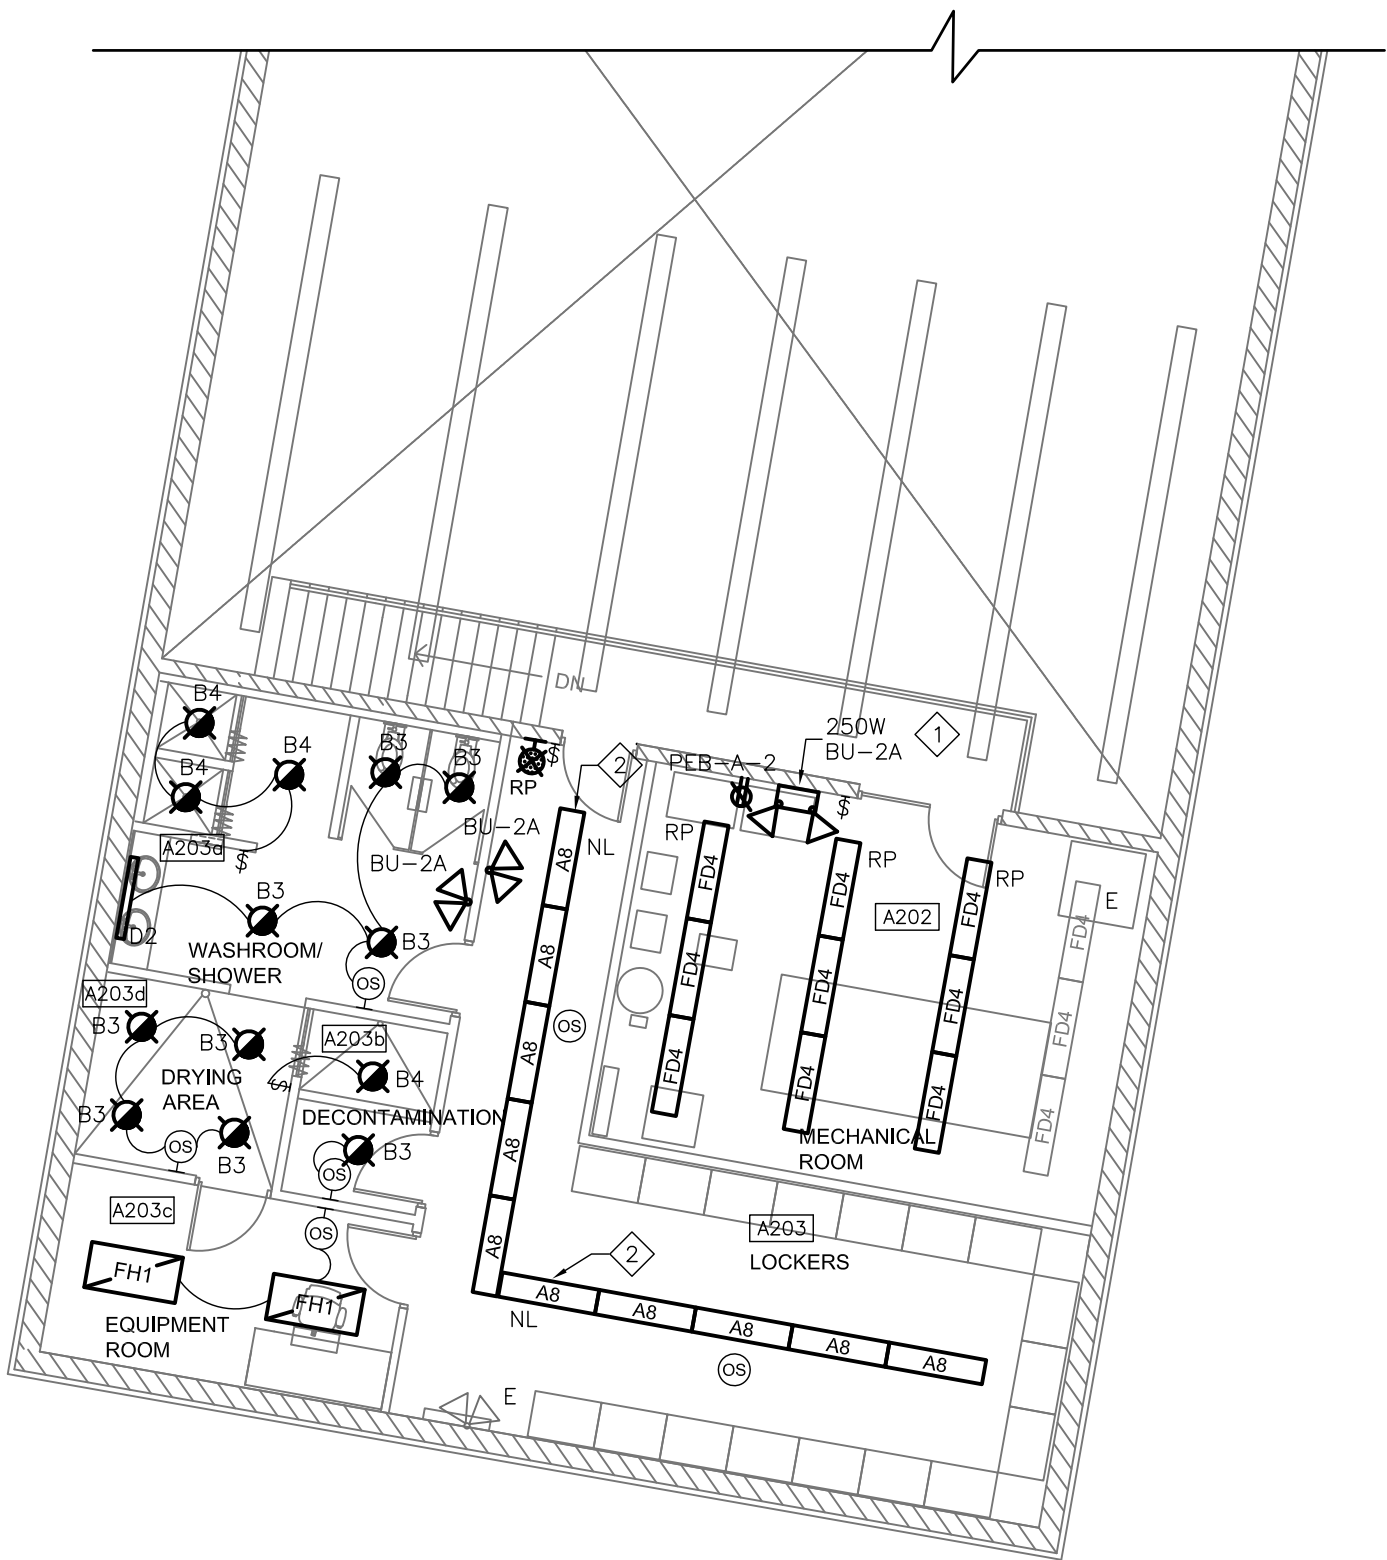 DN
B4
B4
B4
B3
B3
RP
$
2
PEB-A-2
250W
BU-2A
1
$
BU-2A
BU-2A
A203a
$
NL
RP
RP
RP
A8
A8
A8
A8
A8
FD4
FD4
FD4
FD4
FD4
FD4
FD4
FD4
FD4
FD4
FD4
FD4
E
A202
D2
B3
B3
WASHROOM/
SHOWER
OS
OS
A203d
B3
B3
A203b
DRYING
AREA
$
B4
DECONTAMINATION
B3
OS
B3
B3
OS
MECHANICAL
ROOM
A203c
OS
A203
LOCKERS
2
FH1
FH1
A8
A8
A8
A8
A8
NL
EQUIPMENT
ROOM
OS
E